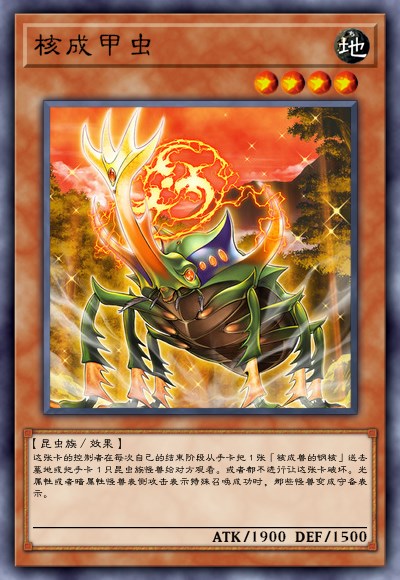 核成甲虫
地
【昆虫族／效果】
这张卡的控制者在每次自己的结束阶段从手卡把1张「核成兽的钢核」送去
墓地或把手卡1只昆虫族怪兽给对方观看。或者都不进行让这张卡破坏。光
属性或者暗属性怪兽表侧攻击表示特殊召唤成功时，那些怪兽变成守备表
示。
ATK/1900 DEF/1500